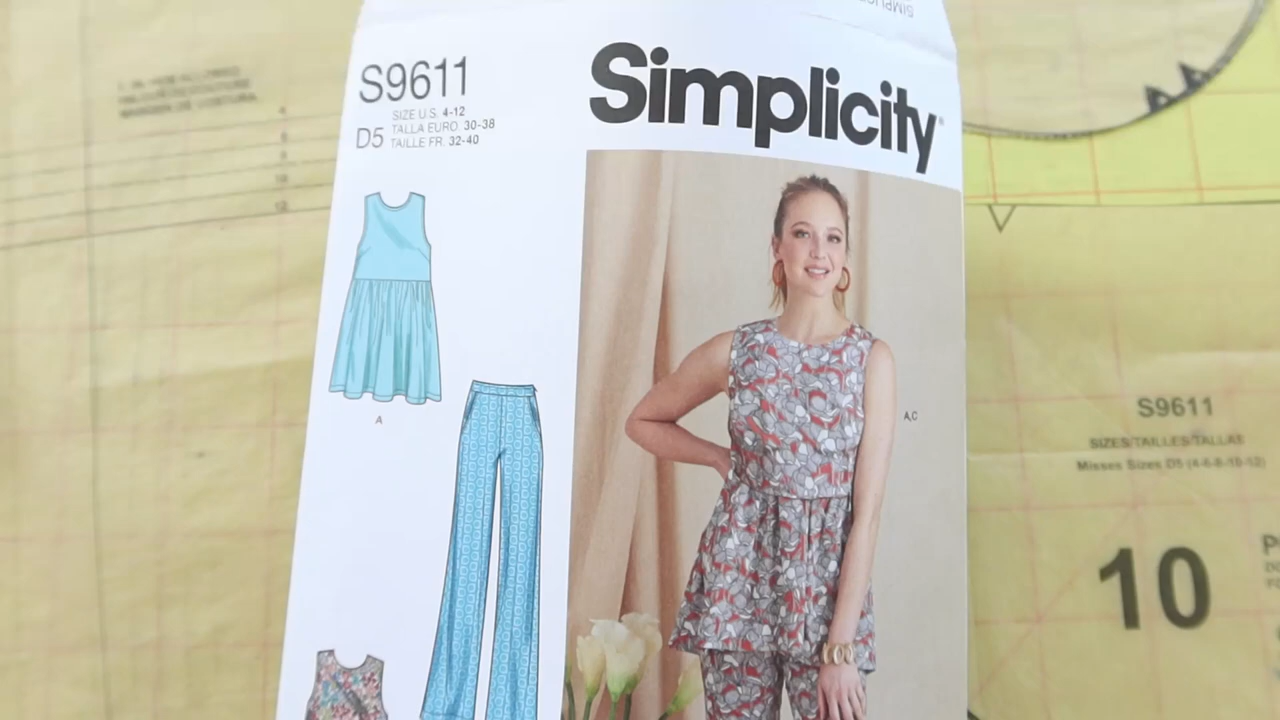 S9611
D5
SIZE U.S. 4-12
TALLA EURO 30-38
TAILLE FR. 32-40
Simplicity
A
A,C
S9611
SIZES/TAILLES/TALLAS
Misses Sizes D5 (4-6-8-10-12)
10